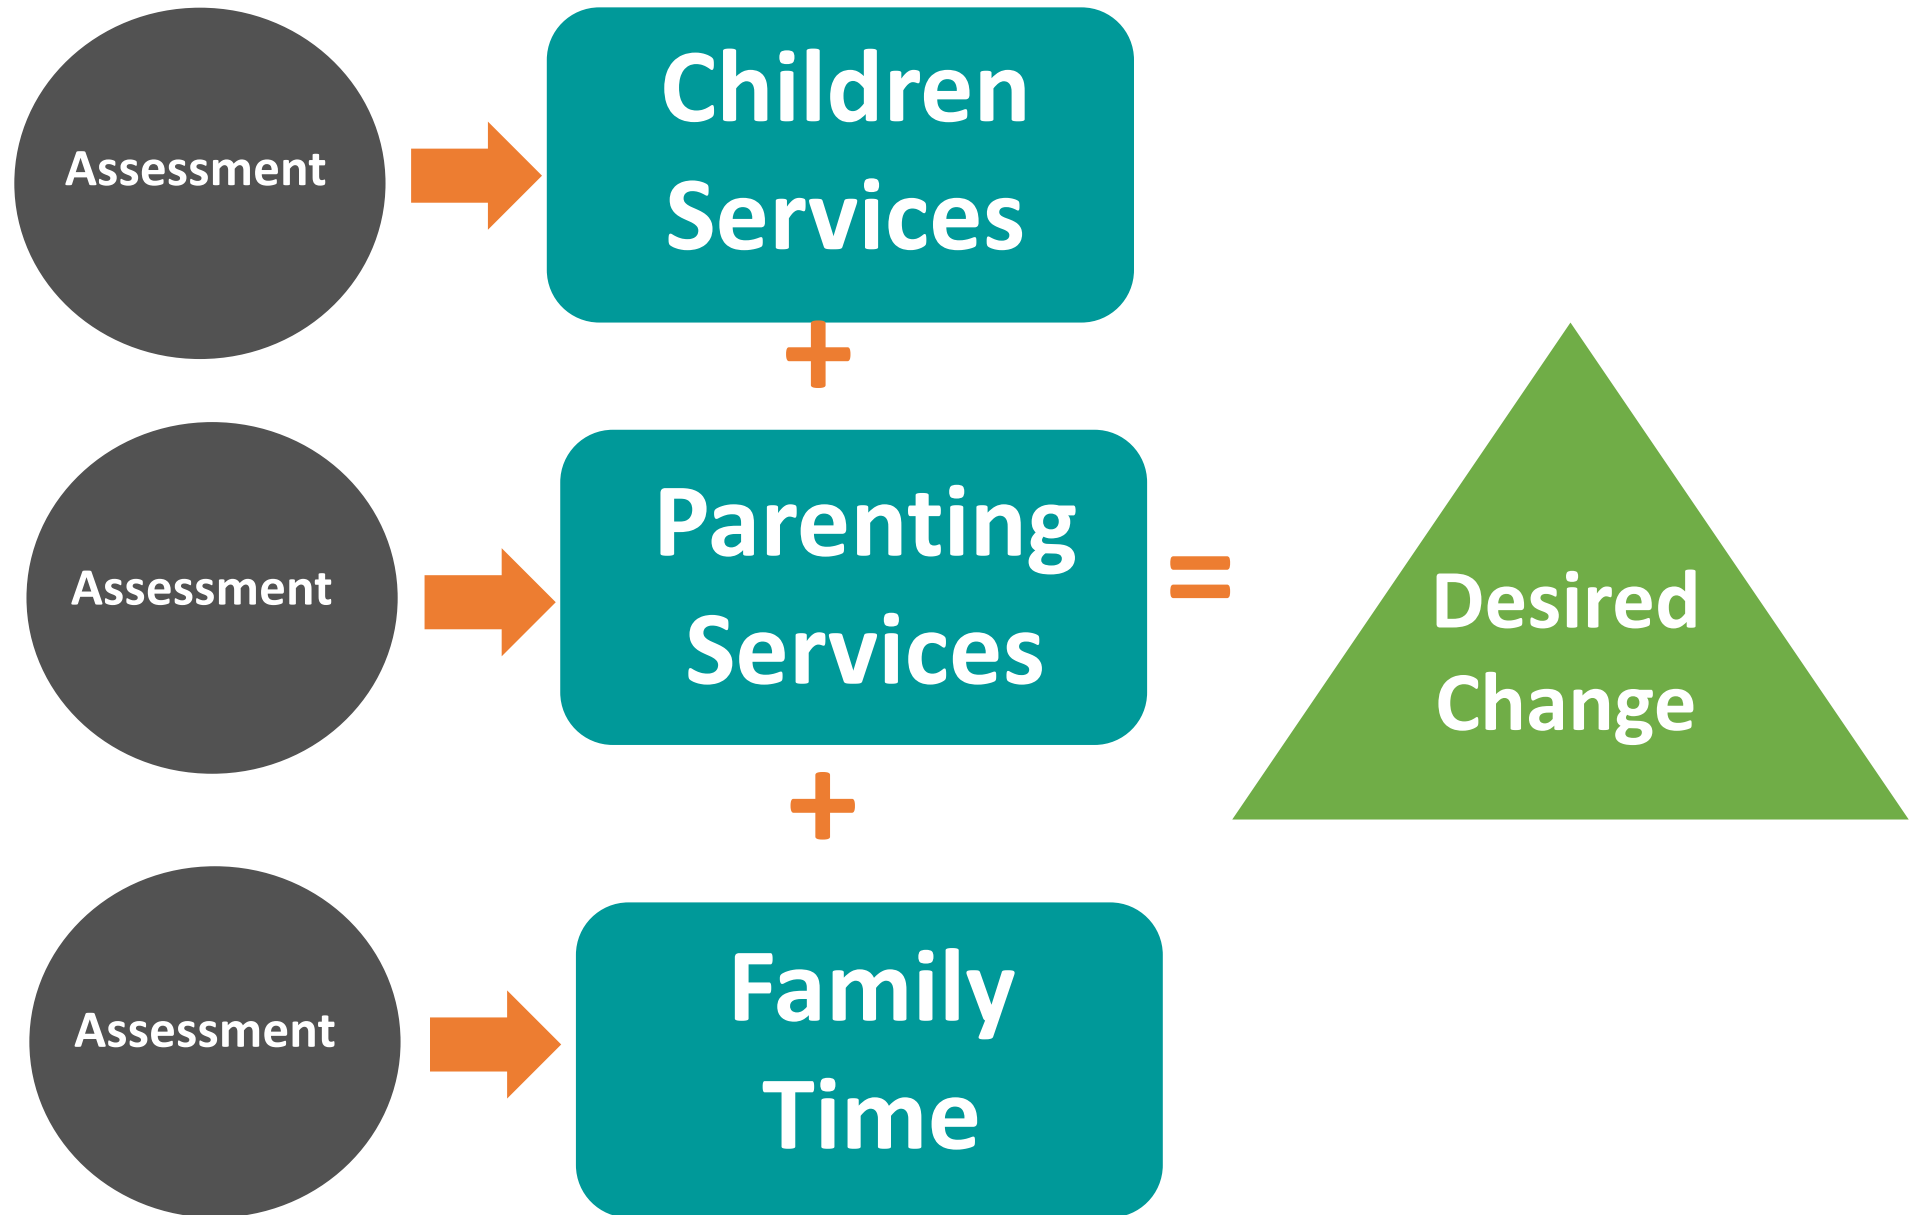 Assessment
Children
Services
+
Assessment
Parenting
Services
=
Desired
Change
+
Assessment
Family
Time